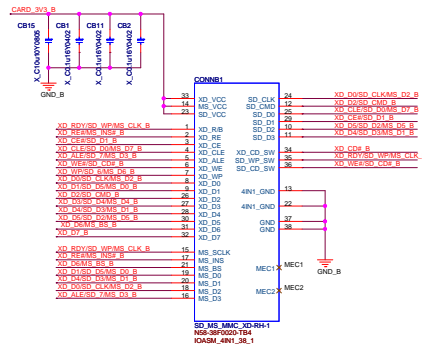 CARD_3V3_B
CB15
CB1
CB11
CB2
X_C10u10Y0805
X_C0.1u16Y0402
X_C0.1u16Y0402
X_C0.1u16Y0402
GND_B
CONNB1
33 XD_VCC
14 MS_VCC
23 SD_VCC
SD_CLK 24 XD_D0/SD_CLK/MS_D2_B
SD_CMD 12 XD_D2/SD_CMD_B
SD_D0 25 XD_CLE/SD_D0/MS_D7_B
SD_D1 29 XD_CE#/SD_D1_B
SD_D2 10 XD_D5/SD_D2/MS_D5_B
SD_D3 11 XD_D4/SD_D3/MS_D1_B
XD_RDY/SD_WP/MS_CLK_B 1 XD_R/B
XD_RE#/MS_INS#_B 2 XD_RE
XD_CE#/SD_D1_B 3 XD_CE
XD_CLE/SD_D0/MS_D7_B 4 XD_CLE
XD_ALE/SD_7/MS_D3_B 5 XD_ALE
XD_WE#/SD_CD#_B 6 XD_WE
XD_WP/SD_6/MS_D6_B 7 XD_WP
XD_D0/SD_CLK/MS_D2_B 8 XD_D0
XD_D1/SD_D5/MS_D0_B 9 XD_D1
XD_D2/SD_CMD_B 26 XD_D2
XD_D3/SD_D4/MS_D4_B 27 XD_D3
XD_D4/SD_D3/MS_D1_B 28 XD_D4
XD_D5/SD_D2/MS_D5_B 30 XD_D5
XD_D6/MS_BS_B 31 XD_D6
XD_D7_B 32 XD_D7
XD_CD_SW 34 XD_CD#_B
SD_WP_SW 35 XD_RDY/SD_WP/MS_CLK_
SD_CD_SW 36 XD_WE#/SD_CD#_B
4IN1_GND 13
4IN1_GND 22
GND 37
GND 38
GND_B
XD_RDY/SD_WP/MS_CLK_B 15 MS_SCLK
XD_RE#/MS_INS#_B 17 MS_INS
XD_D6/MS_BS_B 21 MS_BS
XD_D1/SD_D5/MS_D0_B 19 MS_D0
XD_D4/SD_D3/MS_D1_B 20 MS_D1
XD_D0/SD_CLK/MS_D2_B 18 MS_D2
XD_ALE/SD_7/MS_D3_B 16 MS_D3
MEC1 MEC1
MEC2 MEC2
SD_MS_MMC_XD-RH-1
N58-38F0020-TB4
IOASM_4IN1_38_1